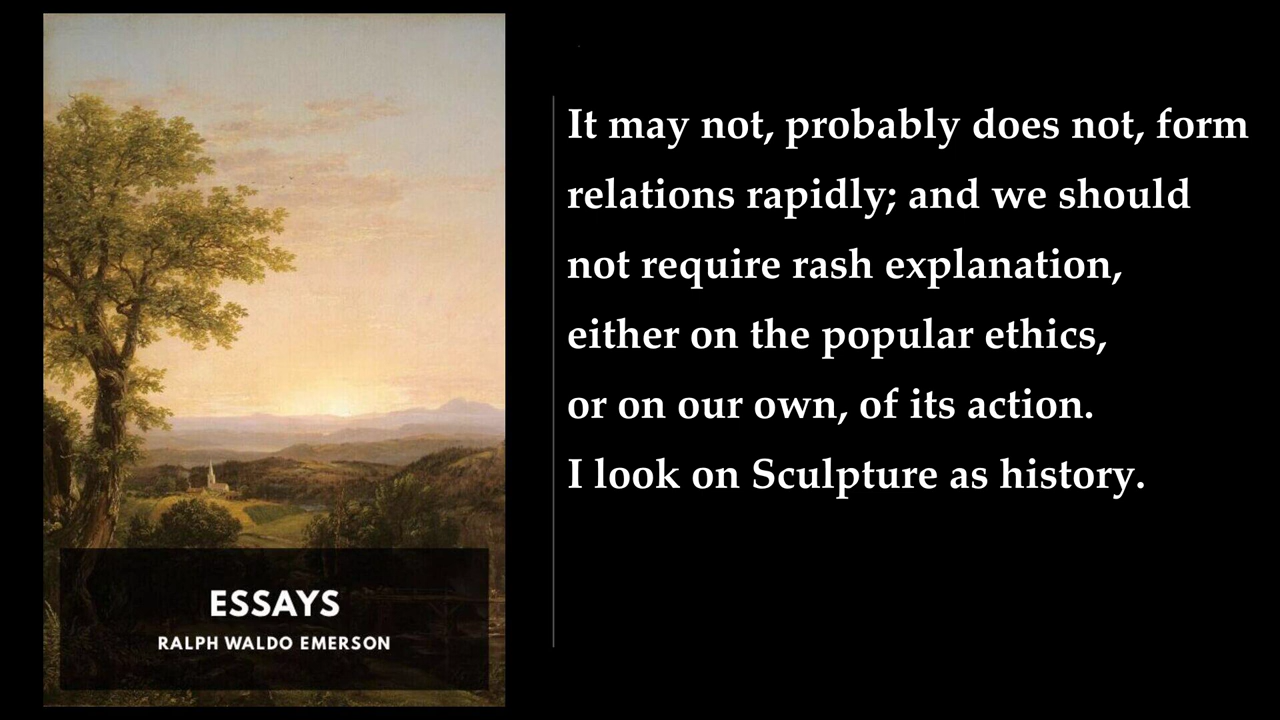 ESSAYS
RALPH WALDO EMERSON
It may not, probably does not, form
relations rapidly; and we should
not require rash explanation,
either on the popular ethics,
or on our own, of its action.
I look on Sculpture as history.